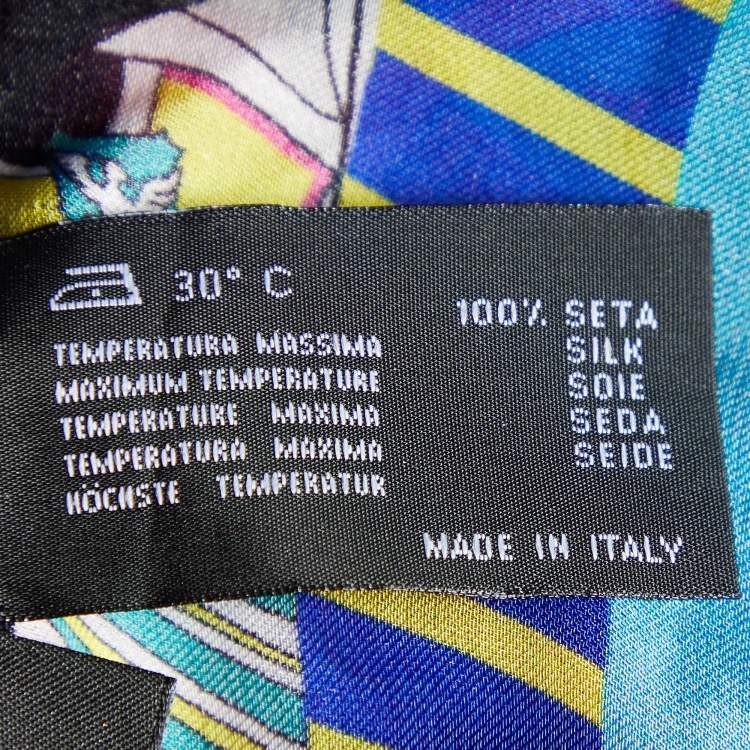 30° C
TEMPERATURA MASSIMA
MAXIMUM TEMPERATURE
TEMPERATURE MAXIMA
TEMPERATURA MAXIMA
HÖCHSTE TEMPERATUR
100% SETA
SILK
SOIE
SEDA
SEIDE
MADE IN ITALY